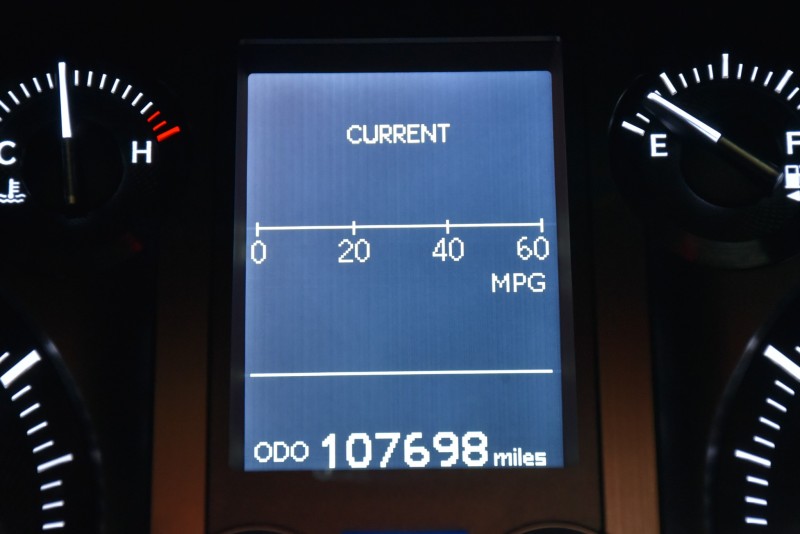 CURRENT
0 20 40 60
MPG
ODO 107698 miles
C H
E F